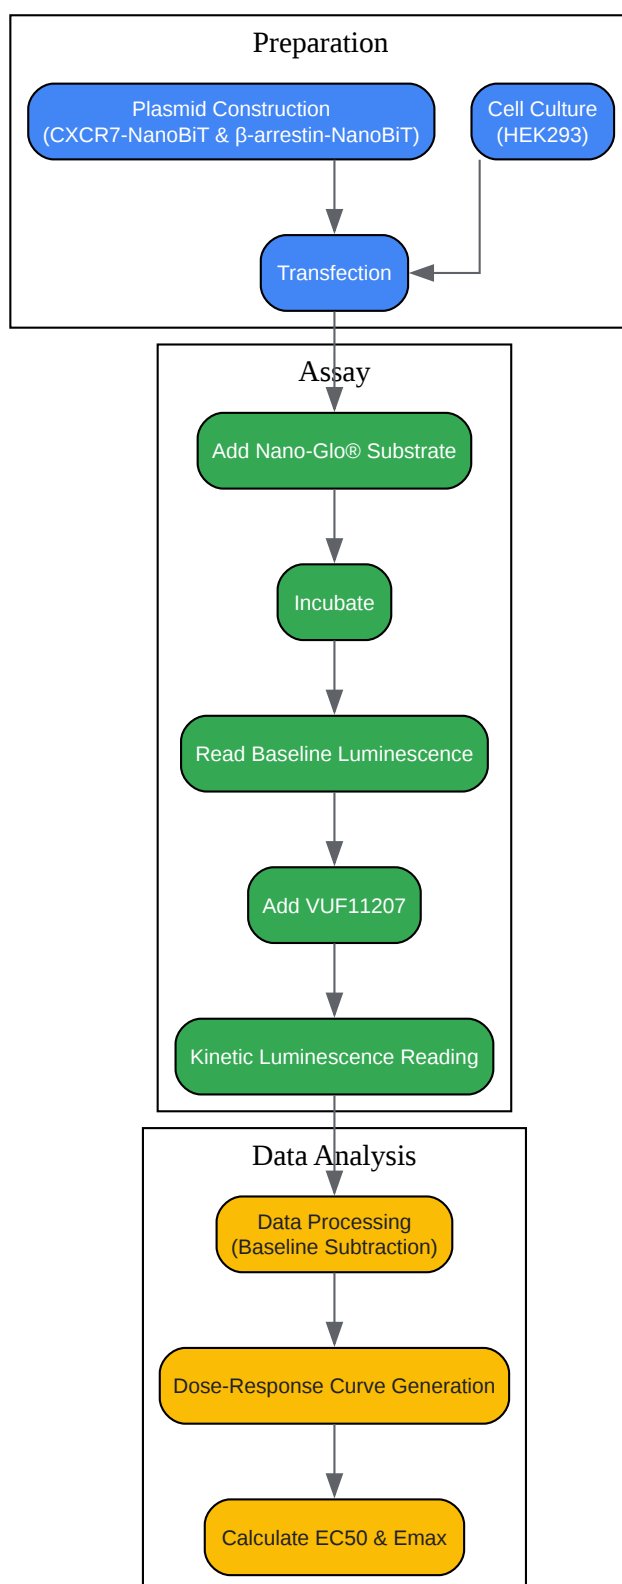 Preparation
Plasmid Construction
(CXCR7-NanoBiT & β-arrestin-NanoBiT)
Cell Culture
(HEK293)
Transfection
Assay
Add Nano-Glo® Substrate
Incubate
Read Baseline Luminescence
Add VUF11207
Kinetic Luminescence Reading
Data Analysis
Data Processing
(Baseline Subtraction)
Dose-Response Curve Generation
Calculate EC50 & Emax